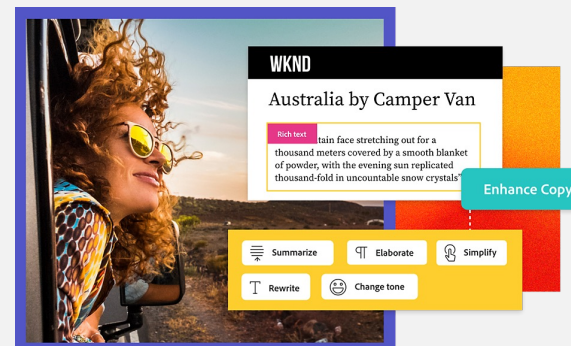 WKND
Australia by Camper Van
Rich text
tain face stretching out for a
thousand meters covered by a smooth blanket
of powder, with the evening sun replicated
thousand-fold in uncountable snow crystals"
Enhance Copy
Summarize
Elaborate
Simplify
Rewrite
Change tone